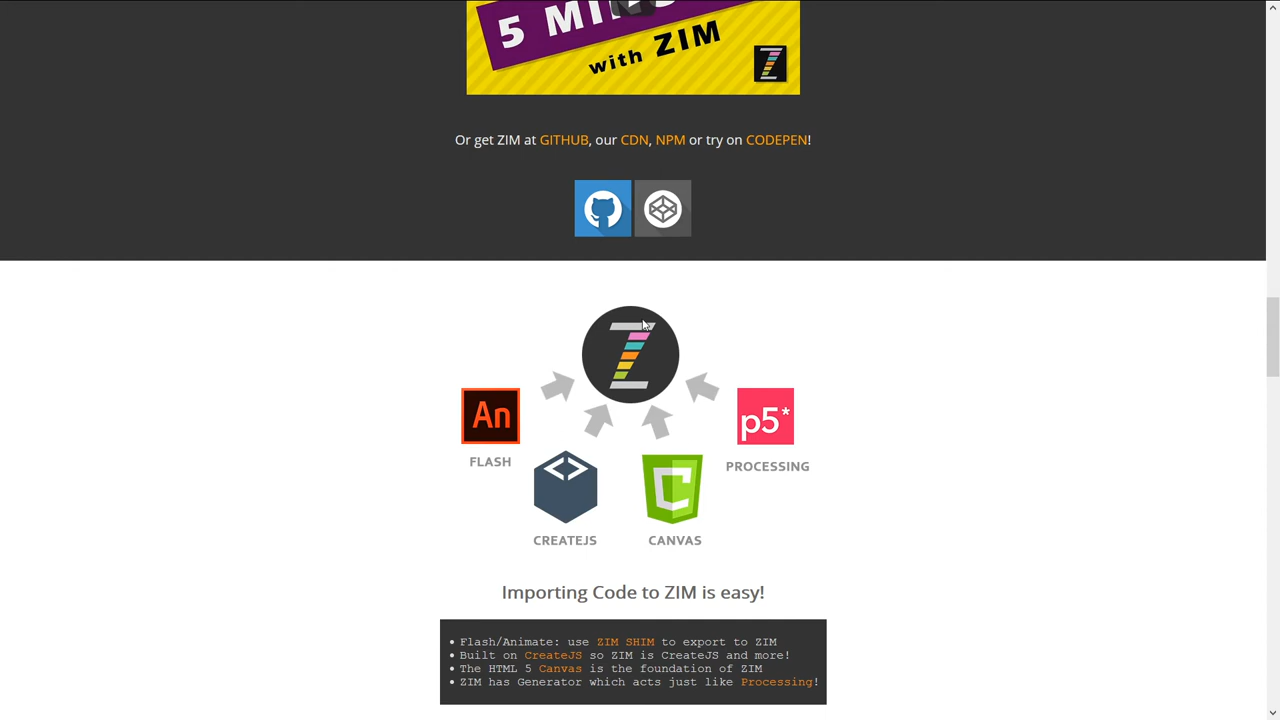 5 MIN
with ZIM
Z
Or get ZIM at GITHUB, our CDN, NPM or try on CODEPEN!
Z
An
p5*
FLASH
PROCESSING
C
CREATEJS
CANVAS
Importing Code to ZIM is easy!
• Flash/Animate: use ZIM SHIM to export to ZIM
• Built on CreateJS so ZIM is CreateJS and more!
• The HTML 5 Canvas is the foundation of ZIM
• ZIM has Generator which acts just like Processing!